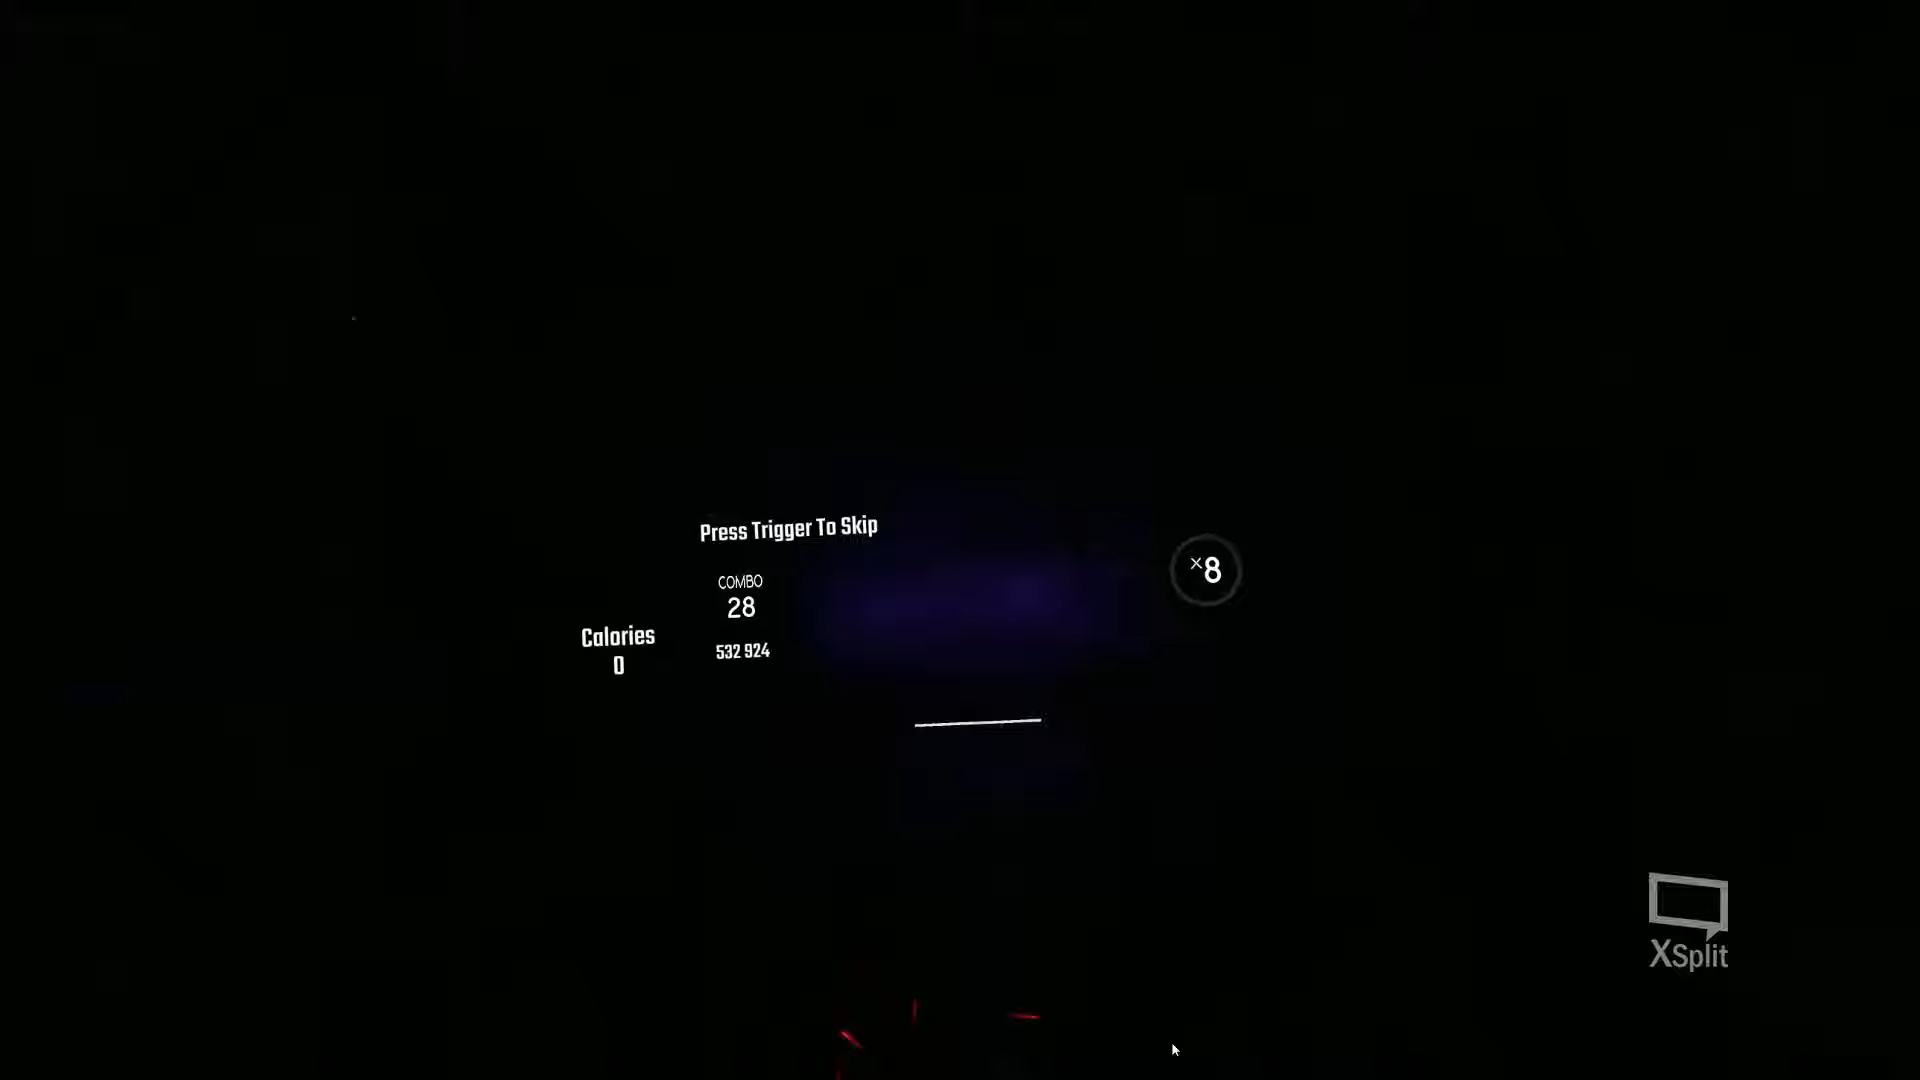 Press Trigger To Skip
COMBO
28
532 924
Calories
0
×8
XSplit